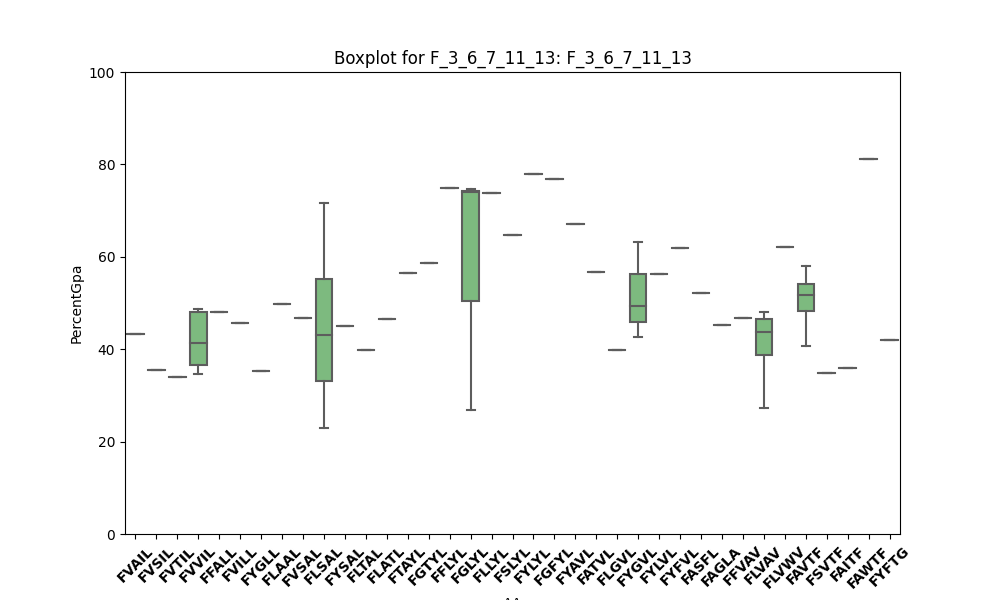 Boxplot for F_3_6_7_11_13: F_3_6_7_11_13
PercentGpa
100
80
60
40
20
0
FVAIL
FVSIL
FVTIL
FVVIL
FFALL
FVILL
FYGLL
FLAAL
FVSAL
FLSAL
FYSAL
FLTAL
FLATL
FTAYL
FGTYL
FFLYL
FGLYL
FLLYL
FSLYL
FYLYL
FGFYL
FYAVL
FATVL
FLGVL
FYGVL
FYLVL
FYFVL
FASFL
FAGLA
FFVAV
FLVAV
FLVWV
FAVTF
FSVTF
FAITF
FAWTF
FYFTG